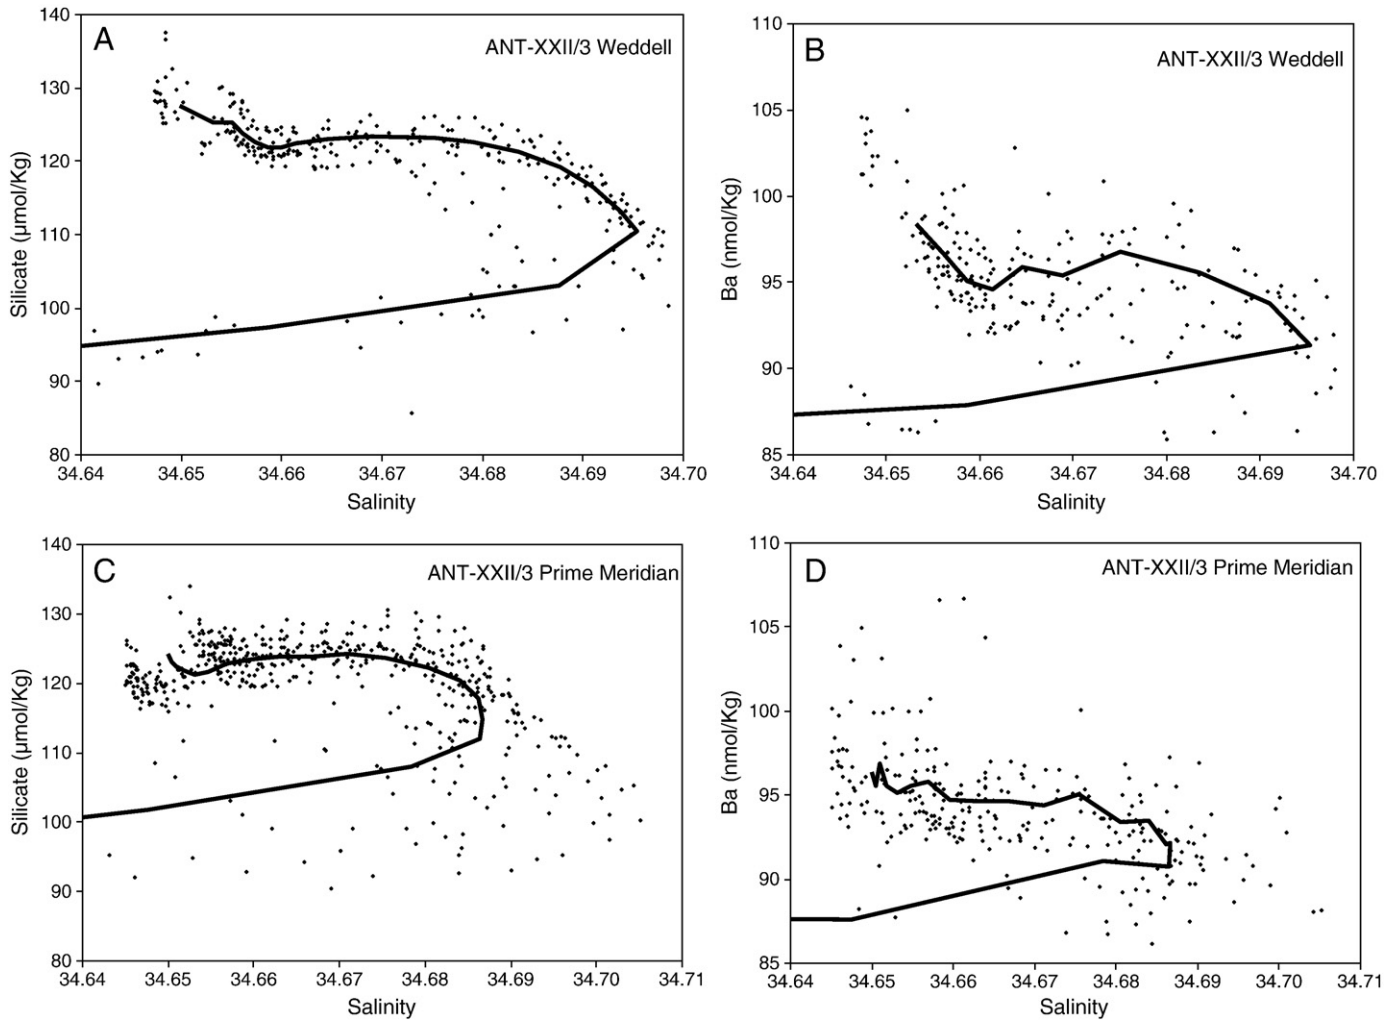 A
ANT-XXII/3 Weddell
Silicate (µmol/Kg)
140
130
120
110
100
90
80
34.64 34.65 34.66 34.67 34.68 34.69 34.70
Salinity
B
ANT-XXII/3 Weddell
Ba (nmol/Kg)
110
105
100
95
90
85
34.64 34.65 34.66 34.67 34.68 34.69 34.70
Salinity
C
ANT-XXII/3 Prime Meridian
Silicate (µmol/Kg)
140
130
120
110
100
90
80
34.64 34.65 34.66 34.67 34.68 34.69 34.70 34.71
Salinity
D
ANT-XXII/3 Prime Meridian
Ba (nmol/Kg)
110
105
100
95
90
85
34.64 34.65 34.66 34.67 34.68 34.69 34.70 34.71
Salinity